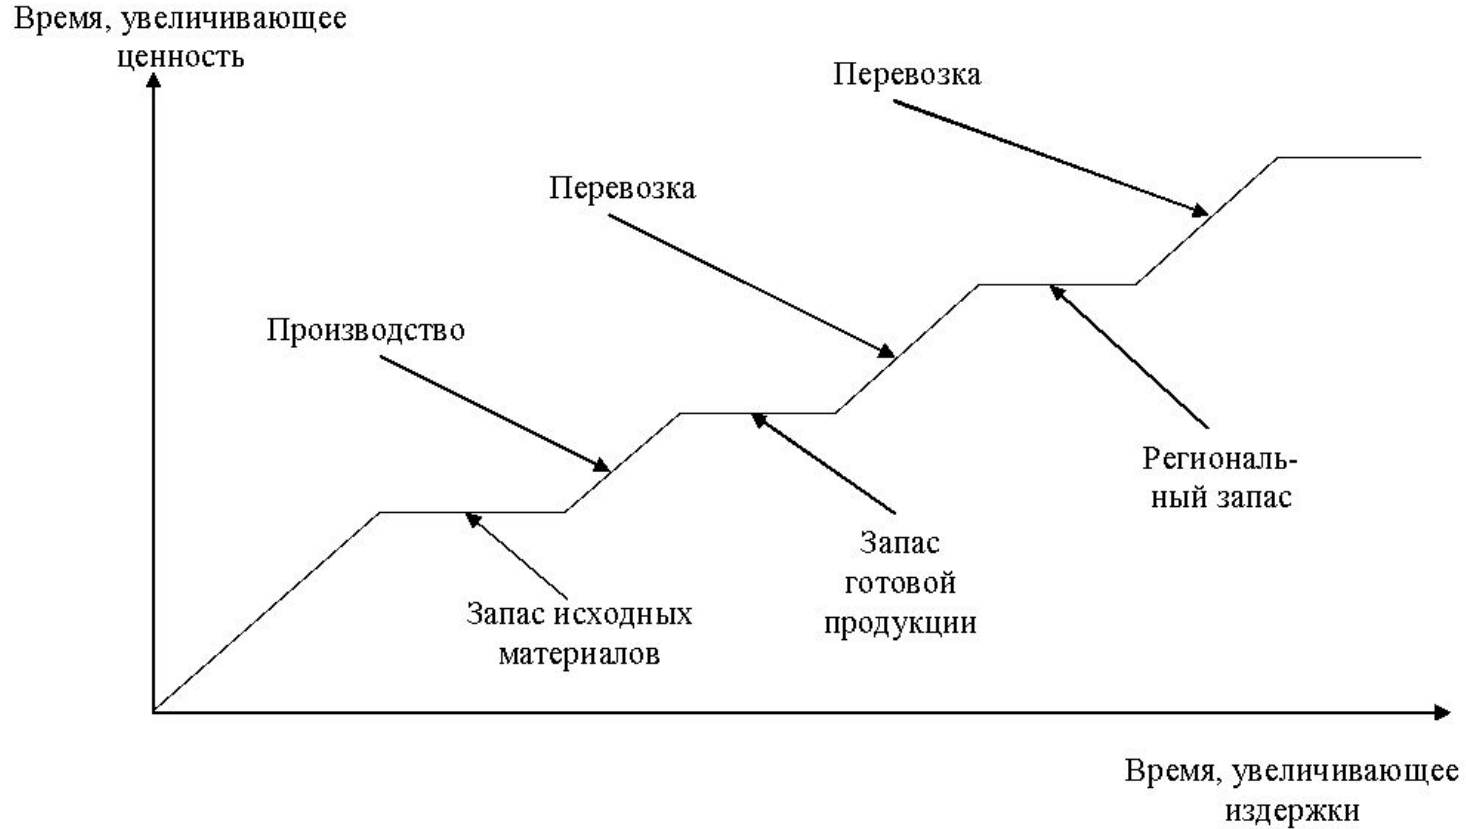 Время, увеличивающее
ценность
Перевозка
Перевозка
Производство
Региональ-
ный запас
Запас
готовой
продукции
Запас исходных
материалов
Время, увеличивающее
издержки